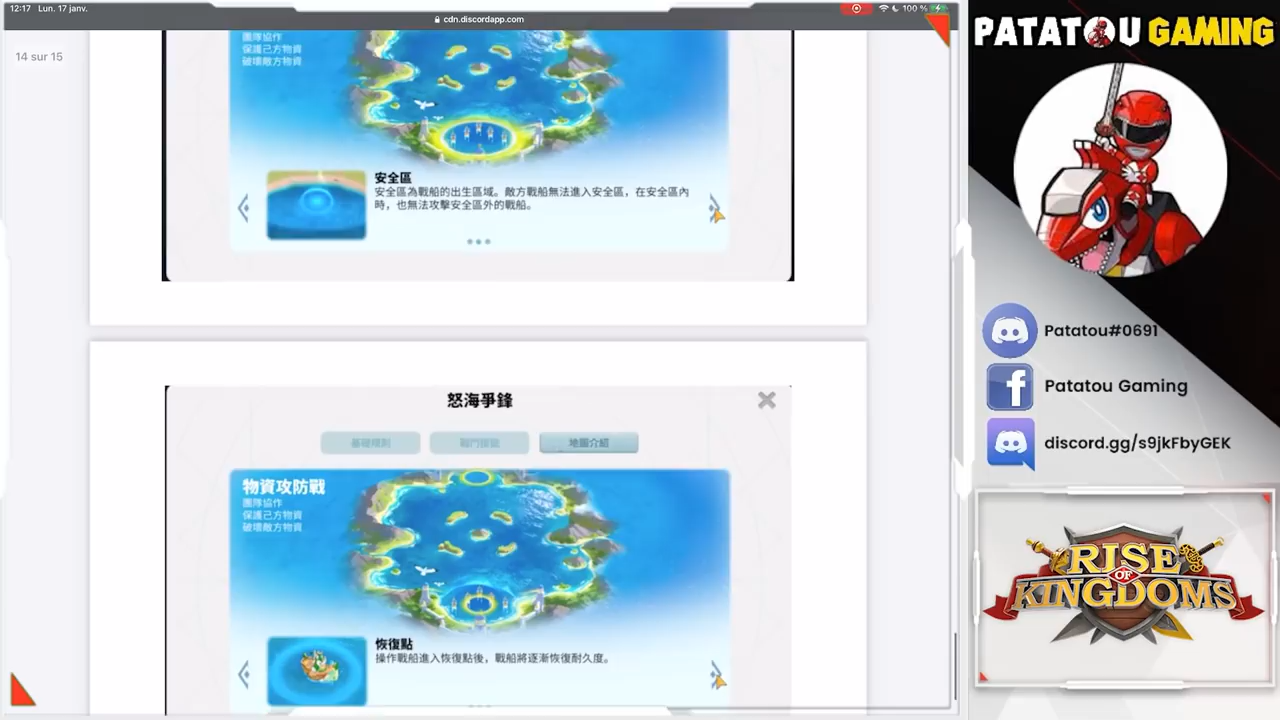 12:17 Lun. 17 janv.
100 %
cdn.discordapp.com
14 sur 15
團隊協作
保護己方物資
破壞敵方物資
安全區
安全區為戰船的出生區域。敵方戰船無法進入安全區，在安全區內
時，也無法攻擊安全區外的戰船。
怒海爭鋒
基礎規則
戰鬥技能
地圖介紹
物資攻防戰
團隊協作
保護己方物資
破壞敵方物資
恢復點
操作戰船進入恢復點後，戰船將逐漸恢復耐久度。
PATATOU GAMING
Patatou#0691
Patatou Gaming
discord.gg/s9jkFbyGEK
RISE
OF
KINGDOMS